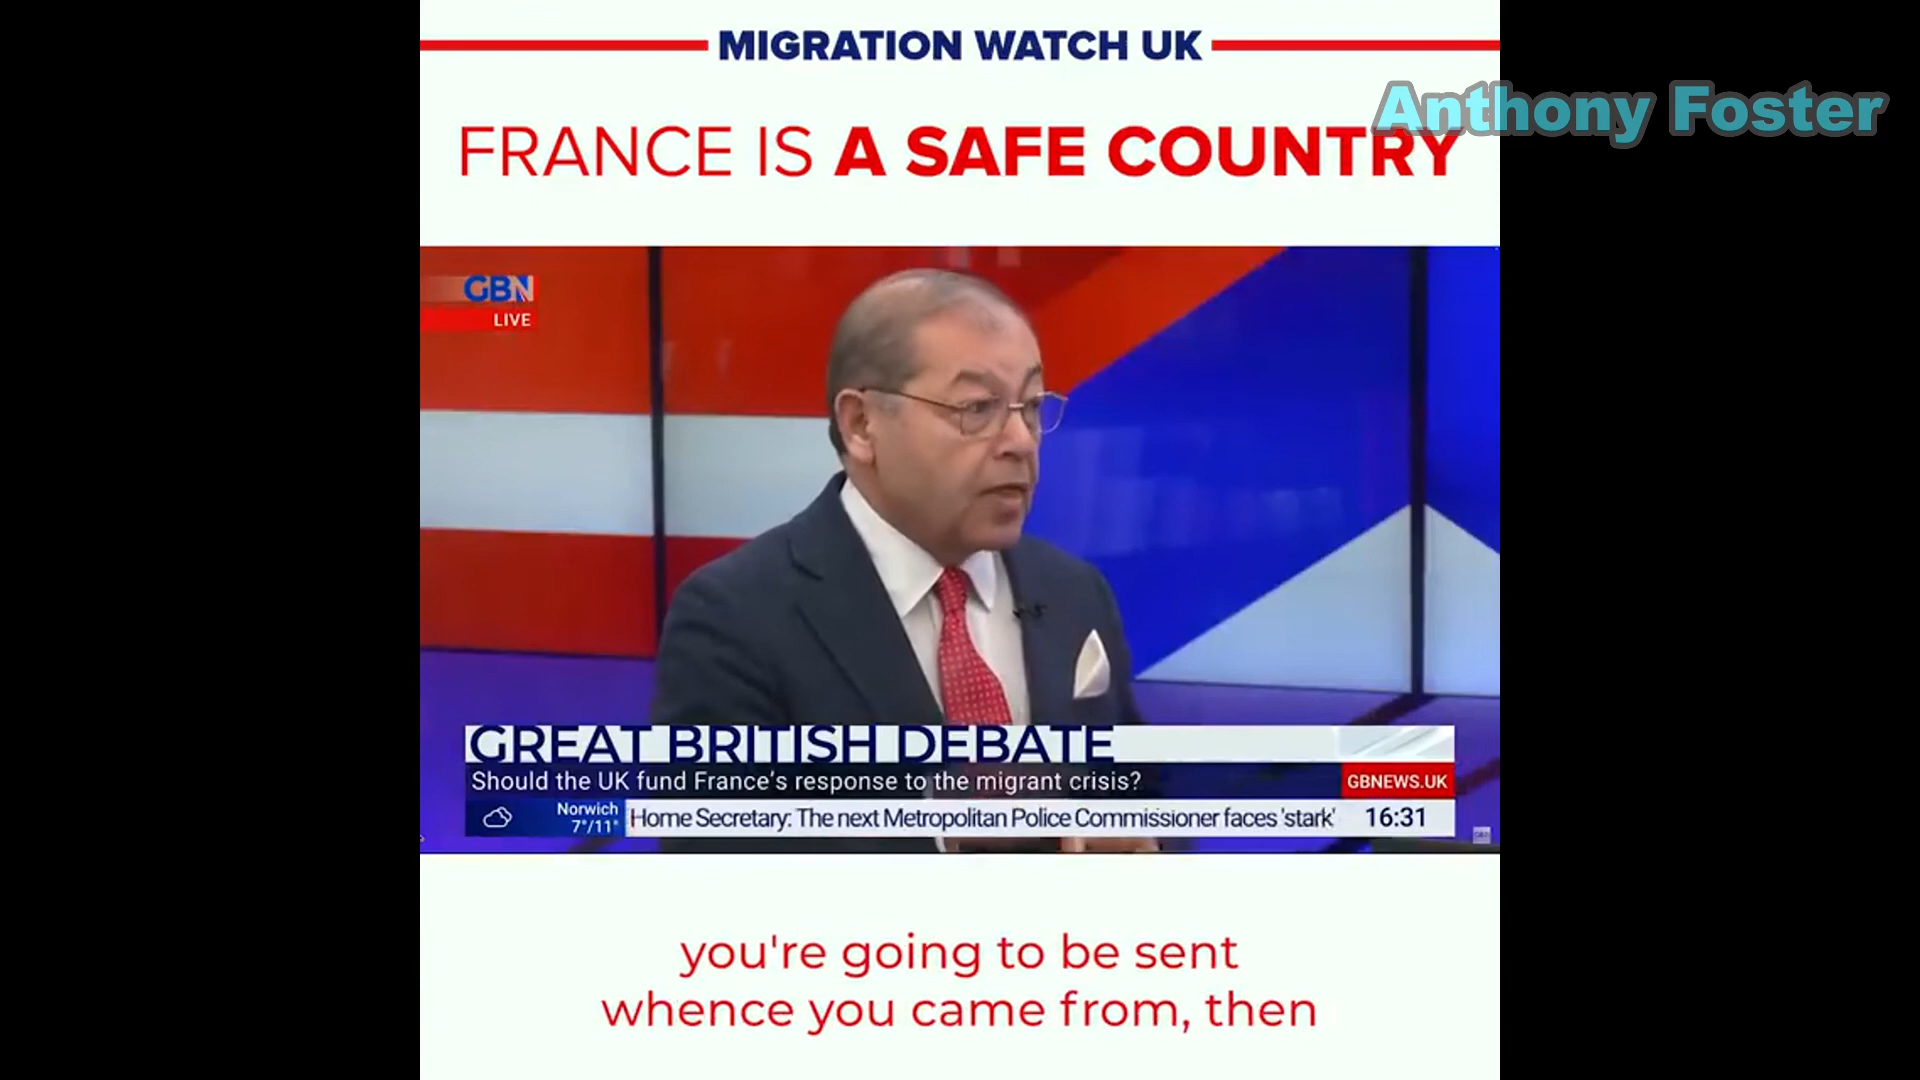 MIGRATION WATCH UK
Anthony Foster
FRANCE IS A SAFE COUNTRY
GBN
LIVE
GREAT BRITISH DEBATE
Should the UK fund France's response to the migrant crisis?
GBNEWS.UK
Norwich
7°/11°
Home Secretary: The next Metropolitan Police Commissioner faces 'stark'
16:31
you're going to be sent
whence you came from, then